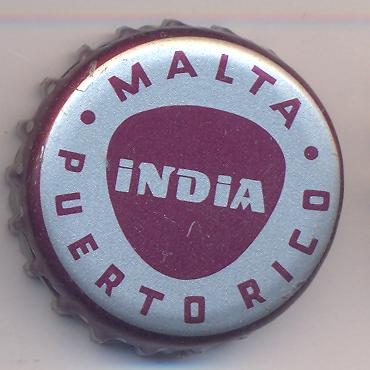 • MALTA •
iNDiA
PUERTO RICO